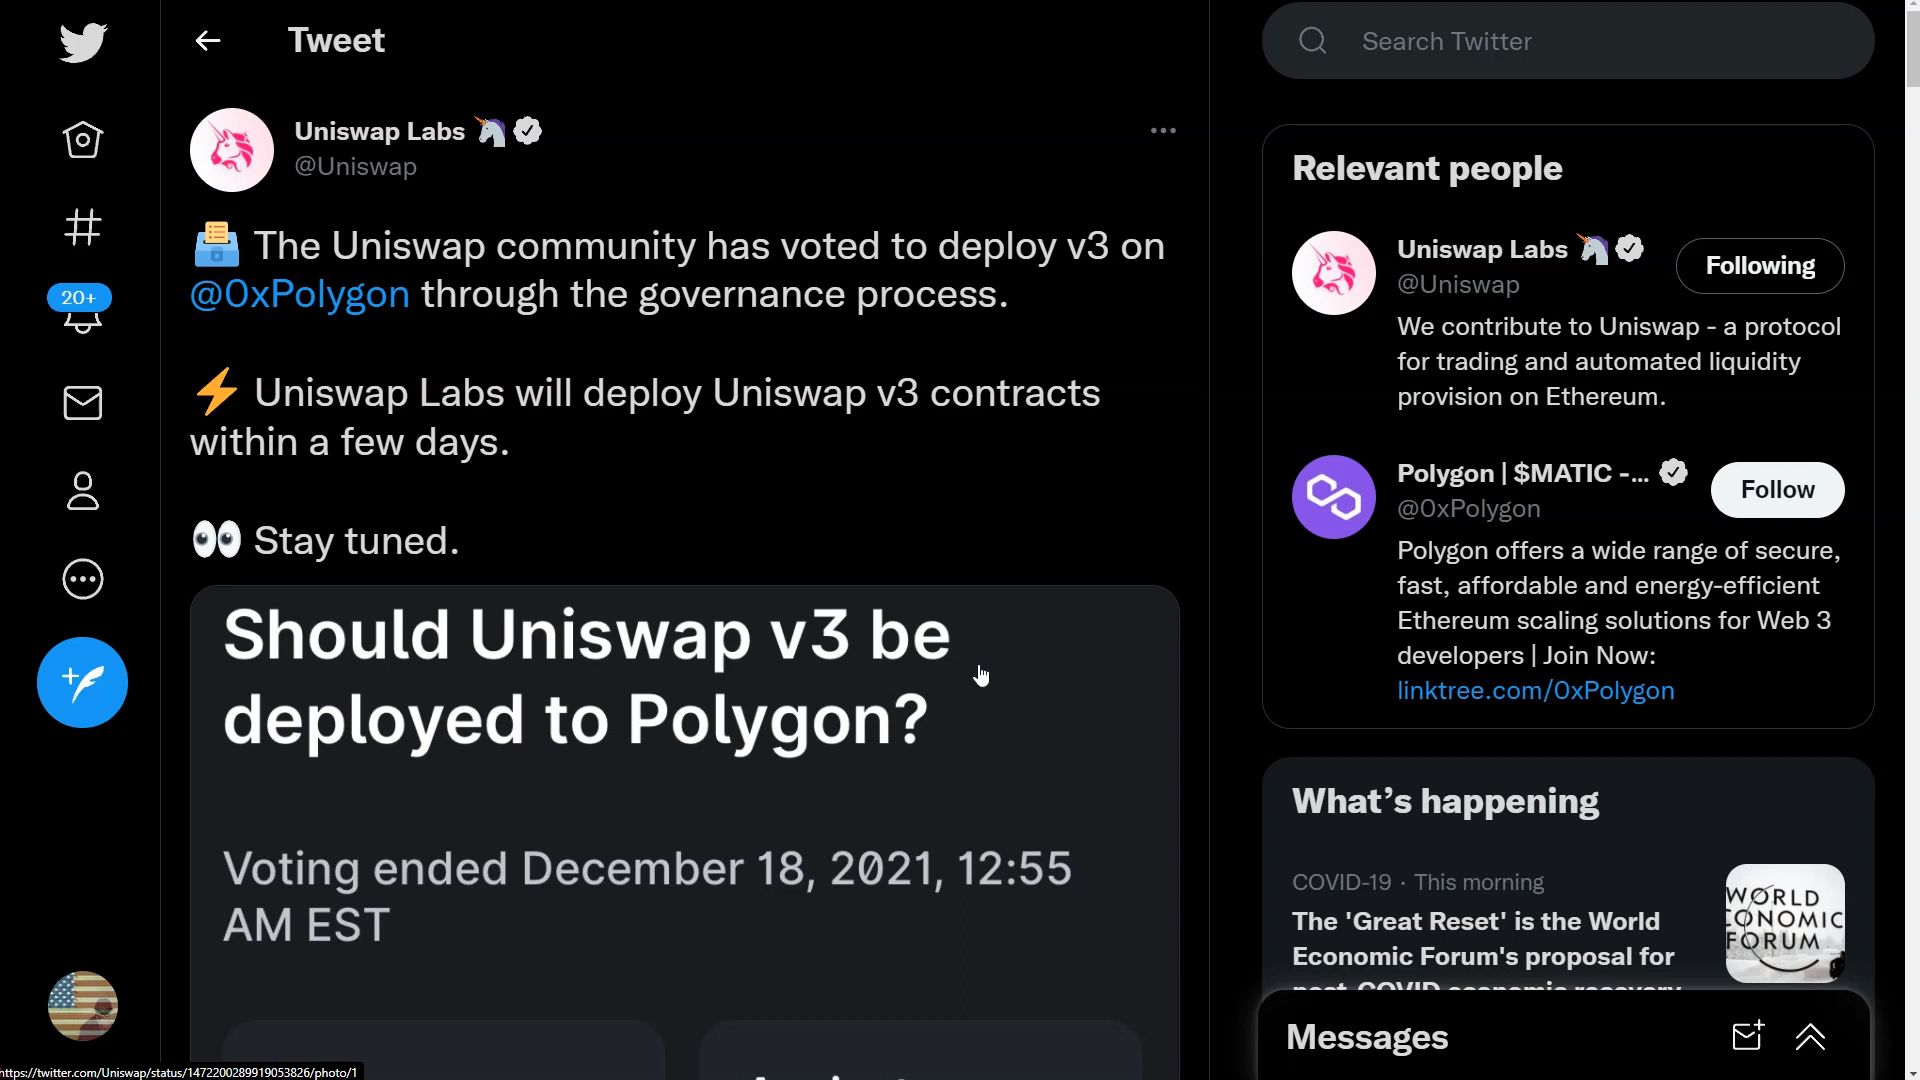 Tweet
Search Twitter
Uniswap Labs 🦄
@Uniswap
🗳️ The Uniswap community has voted to deploy v3 on
@0xPolygon through the governance process.
⚡ Uniswap Labs will deploy Uniswap v3 contracts
within a few days.
👀 Stay tuned.
Should Uniswap v3 be
deployed to Polygon?
Voting ended December 18, 2021, 12:55
AM EST
20+
Relevant people
Uniswap Labs 🦄
@Uniswap
Following
We contribute to Uniswap - a protocol
for trading and automated liquidity
provision on Ethereum.
Polygon | $MATIC -...
@0xPolygon
Follow
Polygon offers a wide range of secure,
fast, affordable and energy-efficient
Ethereum scaling solutions for Web 3
developers | Join Now:
linktree.com/0xPolygon
What's happening
COVID-19 · This morning
The 'Great Reset' is the World
Economic Forum's proposal for
post-COVID economic recovery
WORLD
ECONOMIC
FORUM
Messages
https://twitter.com/Uniswap/status/1472200289919053826/photo/1